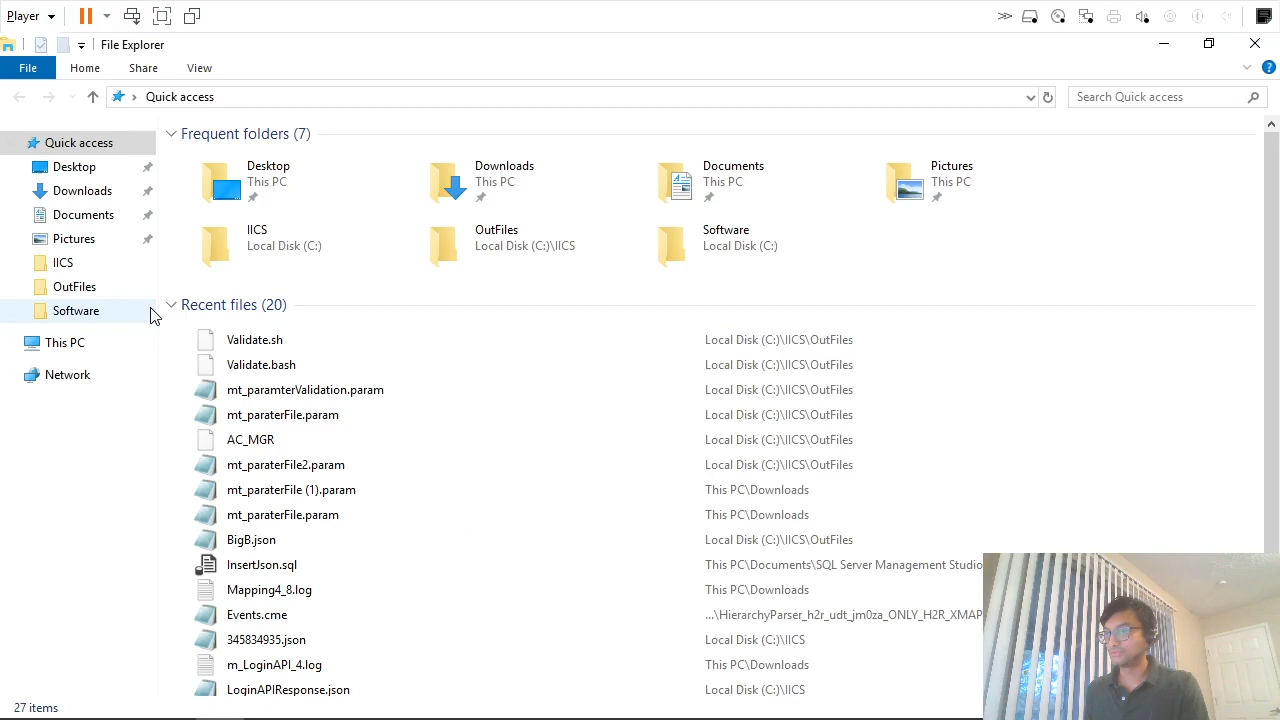 Player
File Explorer
File Home Share View
Quick access
Search Quick access
Quick access
Desktop
Downloads
Documents
Pictures
IICS
OutFiles
Software
This PC
Network
Frequent folders (7)
Desktop
This PC
Downloads
This PC
Documents
This PC
Pictures
This PC
IICS
Local Disk (C:)
OutFiles
Local Disk (C:)\IICS
Software
Local Disk (C:)
Recent files (20)
Validate.sh Local Disk (C:)\IICS\OutFiles
Validate.bash Local Disk (C:)\IICS\OutFiles
mt_paramterValidation.param Local Disk (C:)\IICS\OutFiles
mt_paraterFile.param Local Disk (C:)\IICS\OutFiles
AC_MGR Local Disk (C:)\IICS\OutFiles
mt_paraterFile2.param Local Disk (C:)\IICS\OutFiles
mt_paraterFile (1).param This PC\Downloads
mt_paraterFile.param This PC\Downloads
BigB.json Local Disk (C:)\IICS\OutFiles
InsertJson.sql This PC\Documents\SQL Server Management Studio
Mapping4_8.log This PC\Downloads
Events.cme ...\HierarchyParser_h2r_udt_jm0za_ONLY_H2R_XMAP
345834935.json Local Disk (C:)\IICS
m_LoginAPI_4.log This PC\Downloads
LoginAPIResponse.json Local Disk (C:)\IICS
27 items